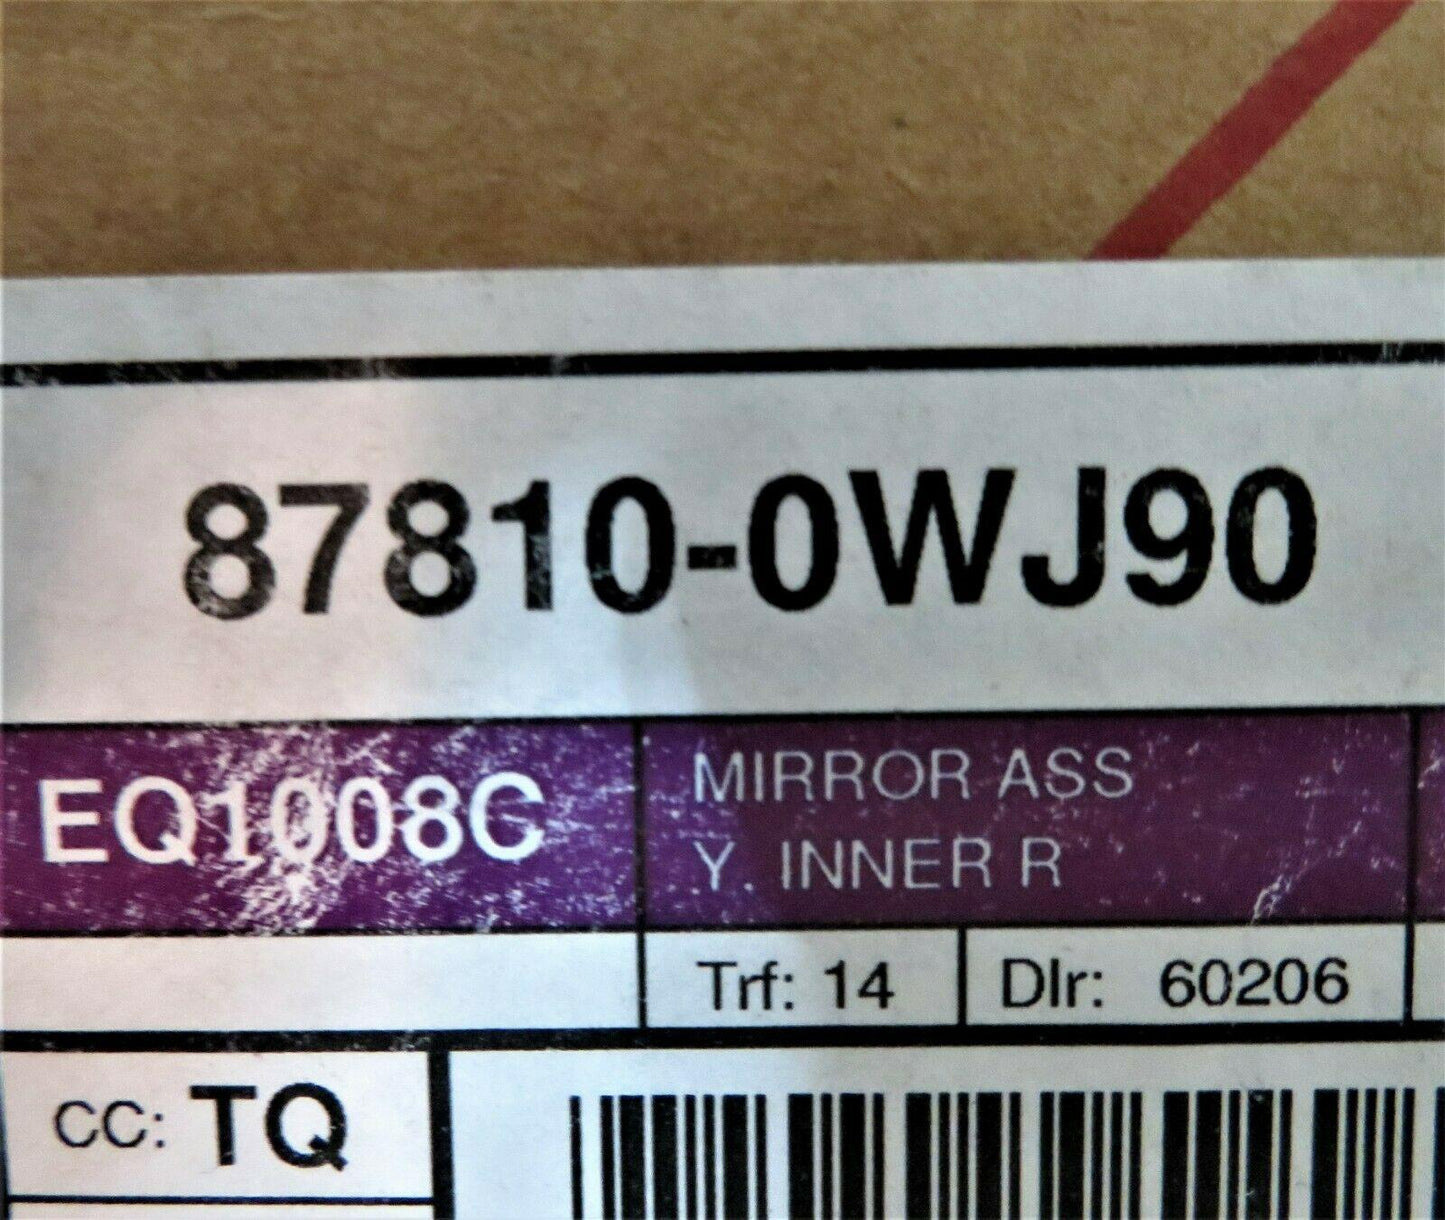 87810-0WJ90
EQ1008C
MIRROR ASS
Y. INNER R
Trf: 14
Dlr: 60206
CC: TQ